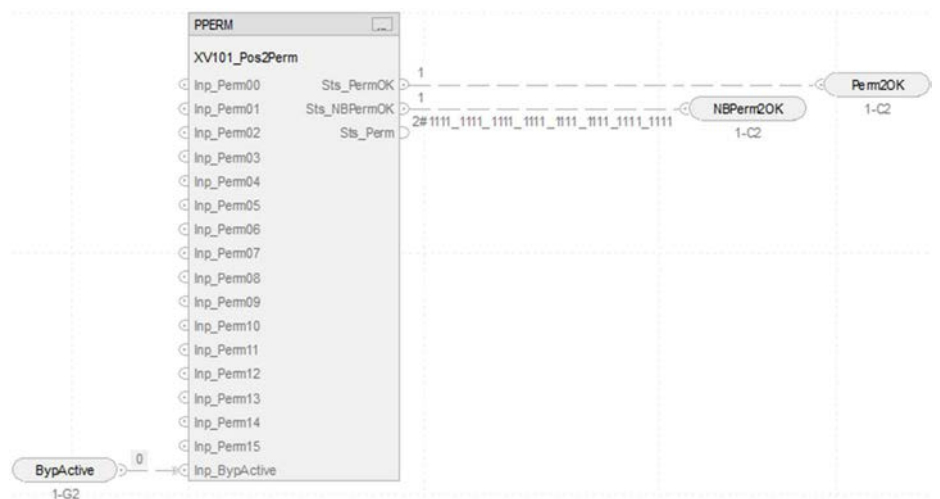 PPERM
...
XV101_Pos2Perm
Inp_Perm00 Sts_PermOK 1 Perm2OK
1-C2
Inp_Perm01 Sts_NBPermOK 1 NBPerm2OK
1-C2
Inp_Perm02 Sts_Perm 2#1111_1111_1111_1111_1111_1111_1111_1111
Inp_Perm03
Inp_Perm04
Inp_Perm05
Inp_Perm06
Inp_Perm07
Inp_Perm08
Inp_Perm09
Inp_Perm10
Inp_Perm11
Inp_Perm12
Inp_Perm13
Inp_Perm14
Inp_Perm15
BypActive 0 Inp_BypActive
1-G2